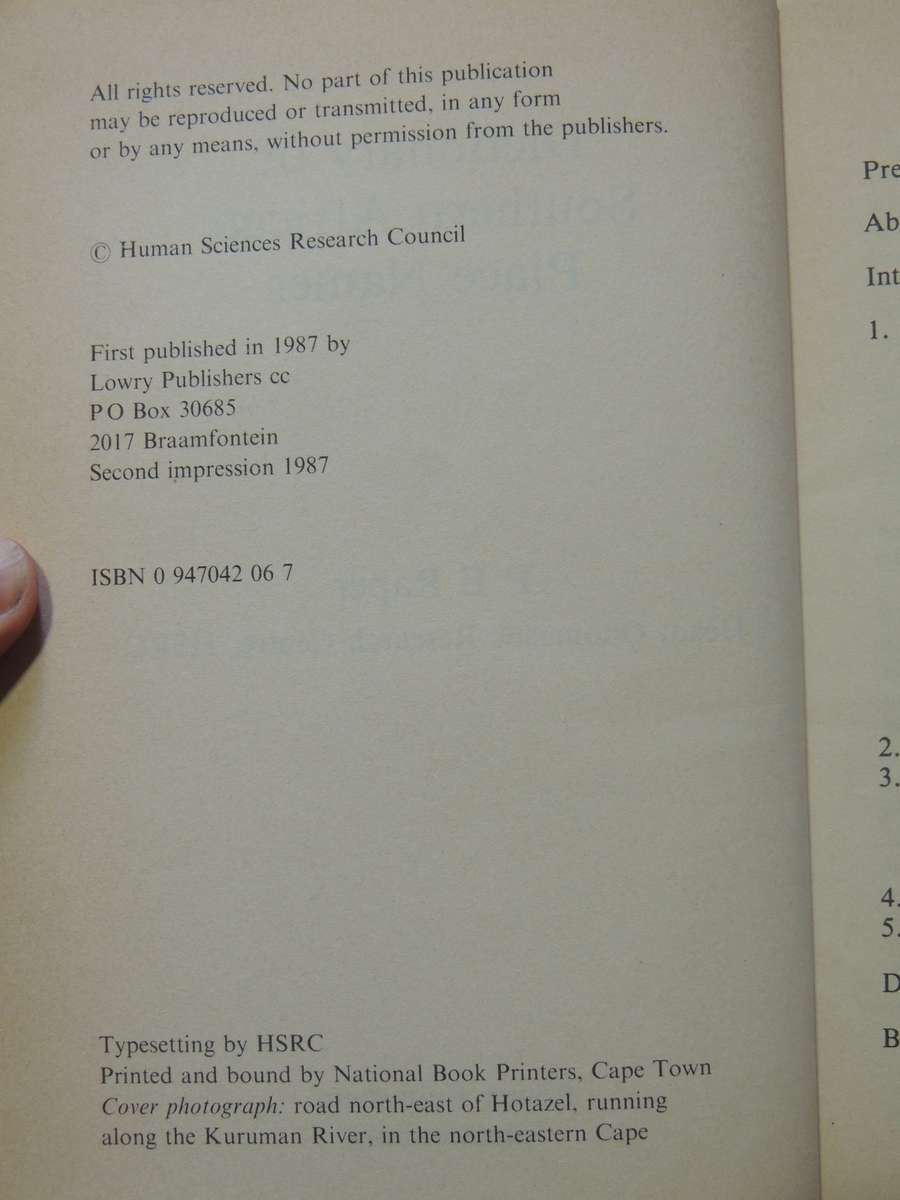 All rights reserved. No part of this publication
may be reproduced or transmitted, in any form
or by any means, without permission from the publishers.
© Human Sciences Research Council
First published in 1987 by
Lowry Publishers cc
PO Box 30685
2017 Braamfontein
Second impression 1987
ISBN 0 947042 06 7
Typesetting by HSRC
Printed and bound by National Book Printers, Cape Town
Cover photograph: road north-east of Hotazel, running
along the Kuruman River, in the north-eastern Cape
Pre
Ab
Int
1.
2.
3.
4.
5.
D
B